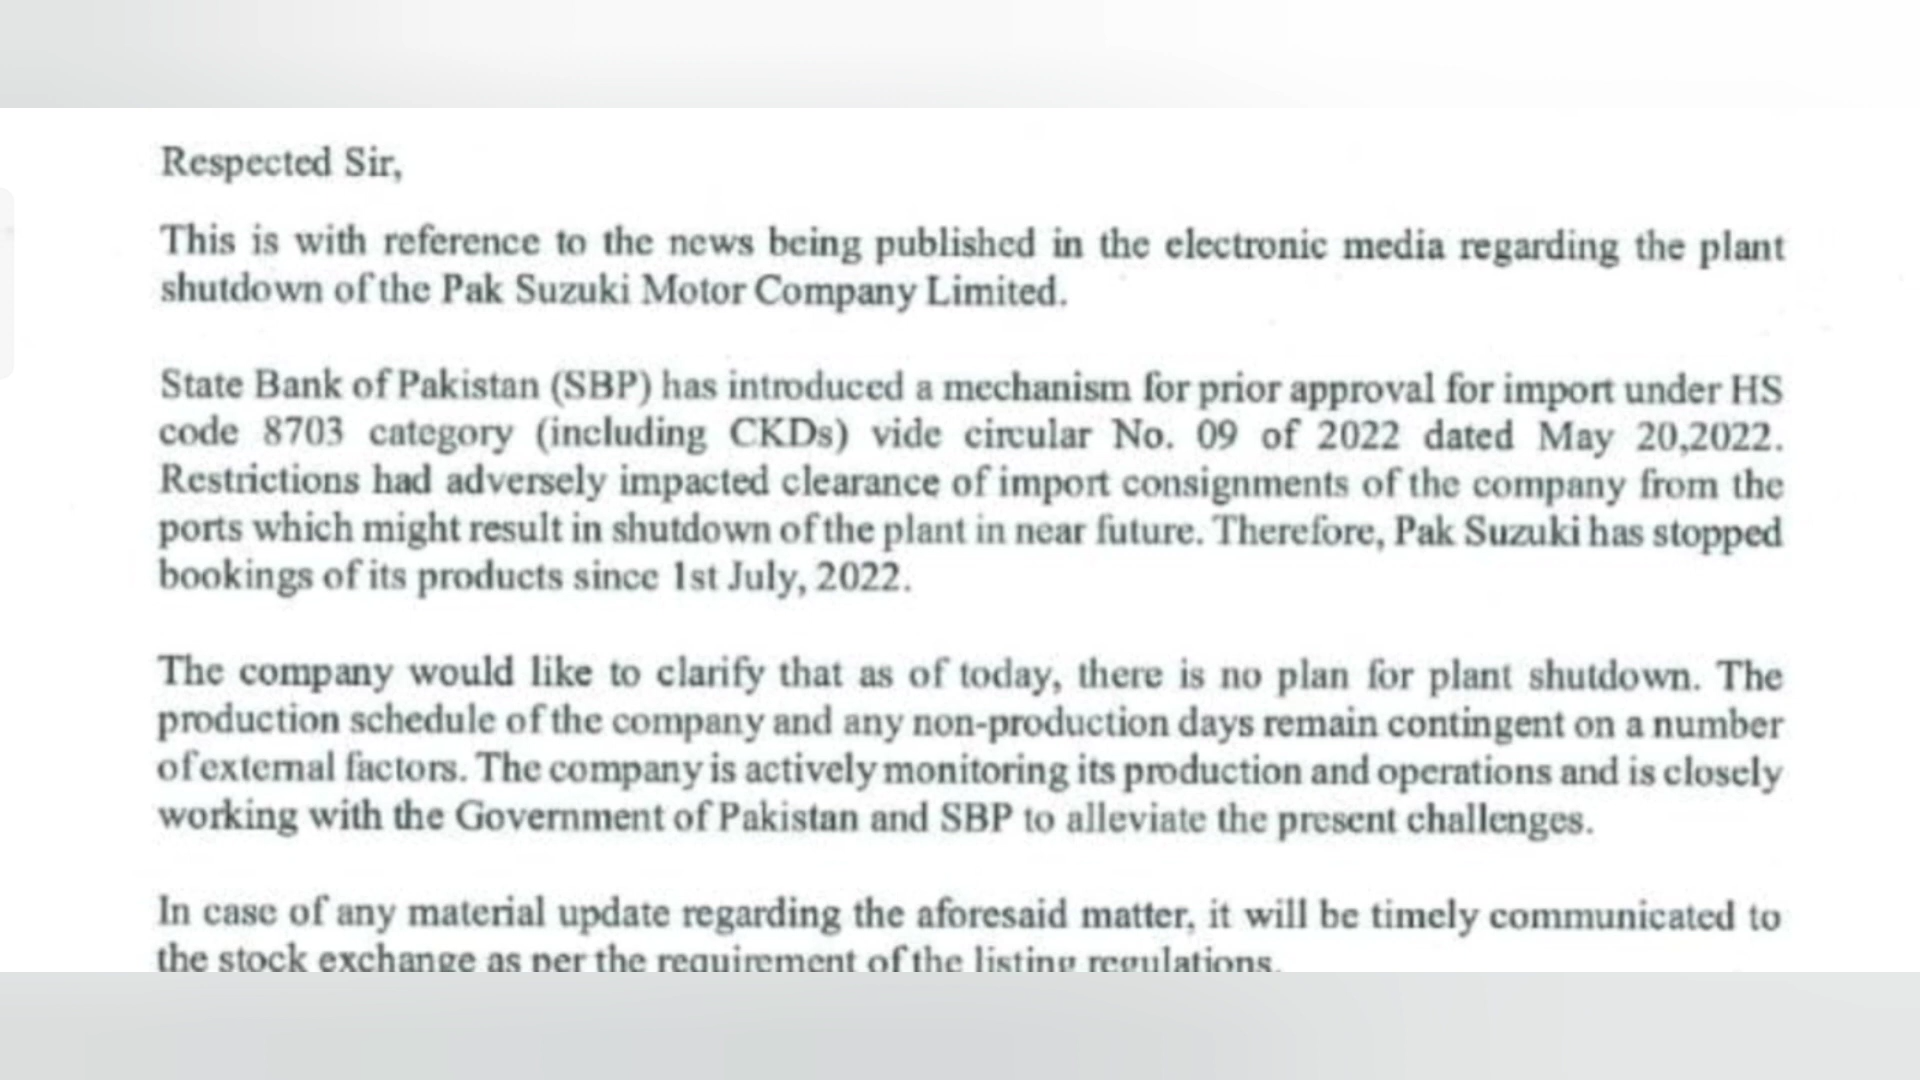 Respected Sir,
This is with reference to the news being published in the electronic media regarding the plant
shutdown of the Pak Suzuki Motor Company Limited.
State Bank of Pakistan (SBP) has introduced a mechanism for prior approval for import under HS
code 8703 category (including CKDs) vide circular No. 09 of 2022 dated May 20,2022.
Restrictions had adversely impacted clearance of import consignments of the company from the
ports which might result in shutdown of the plant in near future. Therefore, Pak Suzuki has stopped
bookings of its products since 1st July, 2022.
The company would like to clarify that as of today, there is no plan for plant shutdown. The
production schedule of the company and any non-production days remain contingent on a number
of external factors. The company is actively monitoring its production and operations and is closely
working with the Government of Pakistan and SBP to alleviate the present challenges.
In case of any material update regarding the aforesaid matter, it will be timely communicated to
the stock exchange as per the requirement of the listing regulations.